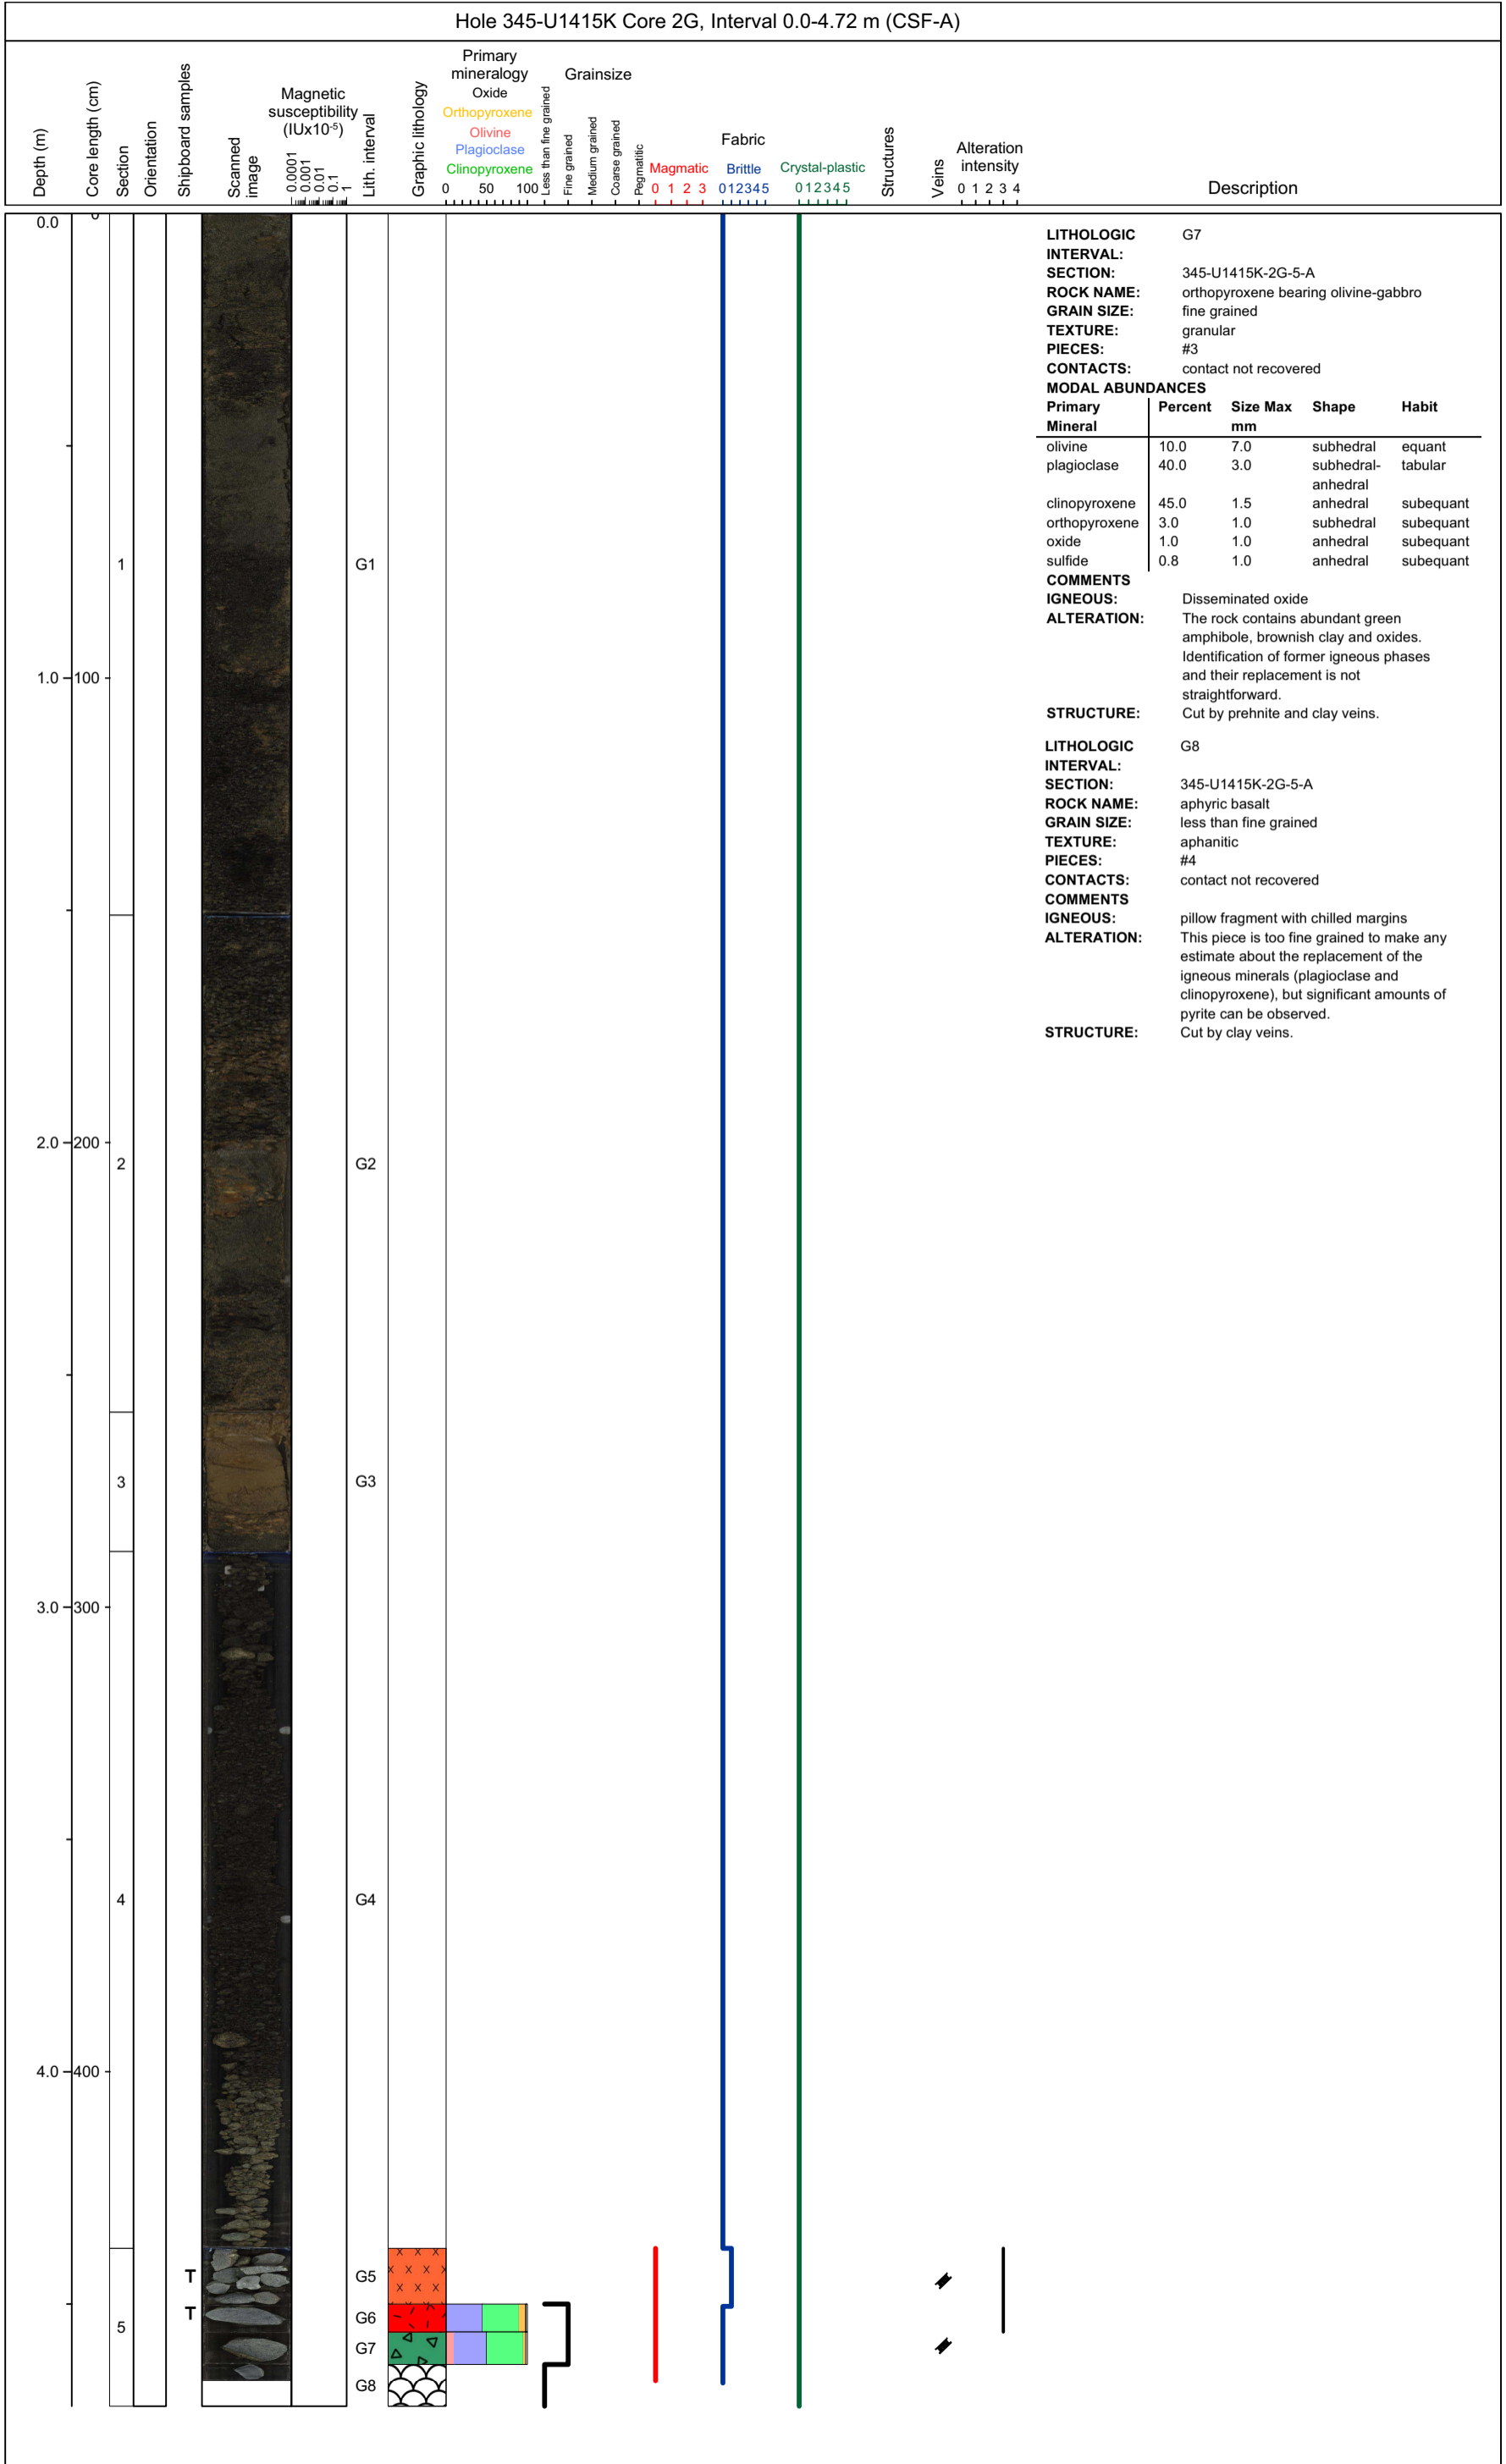 Hole 345-U1415K Core 2G, Interval 0.0-4.72 m (CSF-A)
Depth (m)
Core length (cm)
Section
Orientation
Shipboard samples
Scanned
image
Magnetic
susceptibility
(IUx10-5)
0.0001
0.001
0.01
0.1
1
Lith. interval
Graphic lithology
Primary
mineralogy
Oxide
Orthopyroxene
Olivine
Plagioclase
Clinopyroxene
0 50 100
Grainsize
Less than fine grained
Fine grained
Medium grained
Coarse grained
Pegmatitic
Fabric
Magmatic
0 1 2 3
Brittle
0 1 2 3 4 5
Crystal-plastic
0 1 2 3 4 5
Structures
Veins
Alteration
intensity
0 1 2 3 4
Description
0.0 0
1 G1
1.0 100
2.0 200
2 G2
3 G3
3.0 300
4 G4
4.0 400
T G5
T G6
5
G7
G8
LITHOLOGIC G7
INTERVAL:
SECTION: 345-U1415K-2G-5-A
ROCK NAME: orthopyroxene bearing olivine-gabbro
GRAIN SIZE: fine grained
TEXTURE: granular
PIECES: #3
CONTACTS: contact not recovered
MODAL ABUNDANCES
Primary Percent Size Max Shape Habit
Mineral mm
olivine 10.0 7.0 subhedral equant
plagioclase 40.0 3.0 subhedral- tabular
anhedral
clinopyroxene 45.0 1.5 anhedral subequant
orthopyroxene 3.0 1.0 subhedral subequant
oxide 1.0 1.0 anhedral subequant
sulfide 0.8 1.0 anhedral subequant
COMMENTS
IGNEOUS: Disseminated oxide
ALTERATION: The rock contains abundant green
amphibole, brownish clay and oxides.
Identification of former igneous phases
and their replacement is not
straightforward.
STRUCTURE: Cut by prehnite and clay veins.
LITHOLOGIC G8
INTERVAL:
SECTION: 345-U1415K-2G-5-A
ROCK NAME: aphyric basalt
GRAIN SIZE: less than fine grained
TEXTURE: aphanitic
PIECES: #4
CONTACTS: contact not recovered
COMMENTS
IGNEOUS: pillow fragment with chilled margins
ALTERATION: This piece is too fine grained to make any
estimate about the replacement of the
igneous minerals (plagioclase and
clinopyroxene), but significant amounts of
pyrite can be observed.
STRUCTURE: Cut by clay veins.